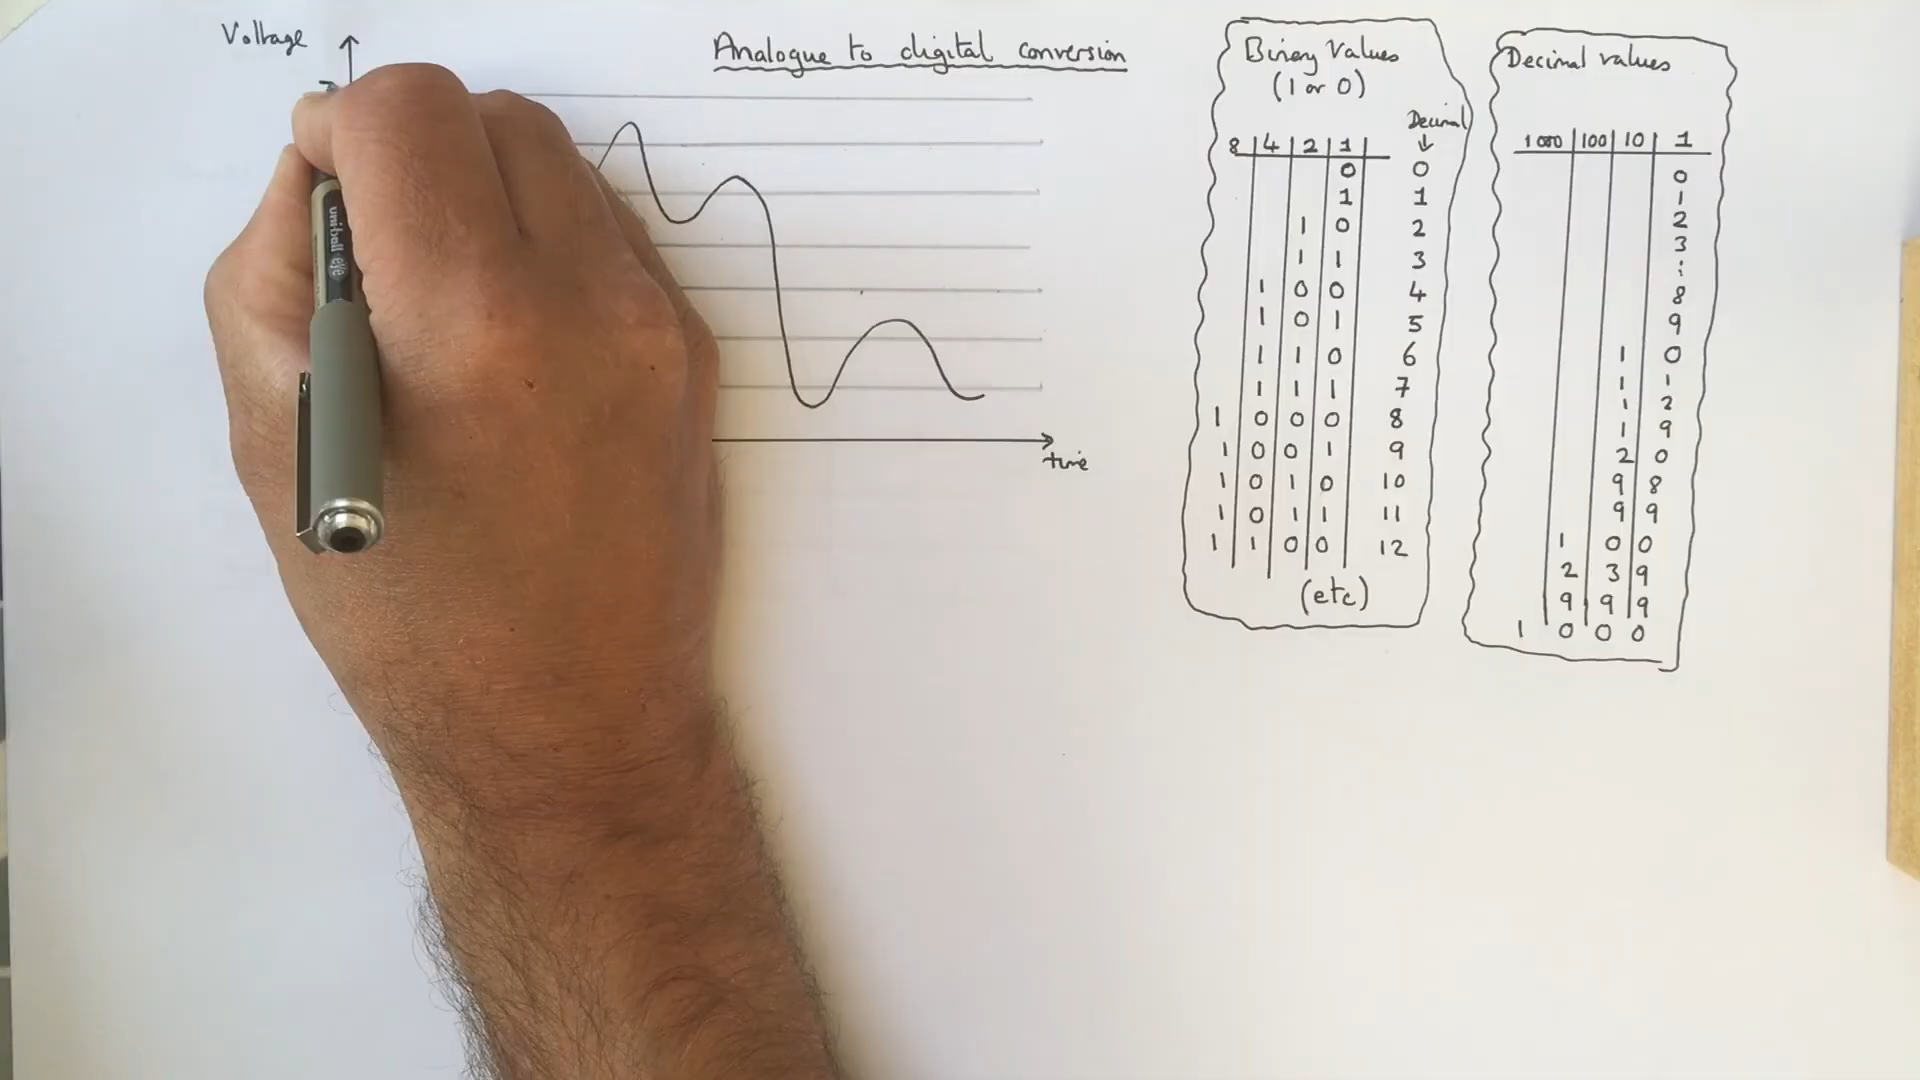 Voltage
Analogue to digital conversion
time
uni-ball eye
Binary Values
(1 or 0)
Decimal
8 4 2 1
0 0
1 1
1 0 2
1 1 3
1 0 0 4
1 0 1 5
1 1 0 6
1 1 1 7
1 0 0 0 8
1 0 0 1 9
1 0 1 0 10
1 0 1 1 11
1 1 0 0 12
(etc)
Decimal values
1000 100 10 1
0
1
2
3
:
8
9
1 0
1 1
1 2
1 9
2 0
9 8
9 9
1 0 0
2 3 9
9 9 9
1 0 0 0